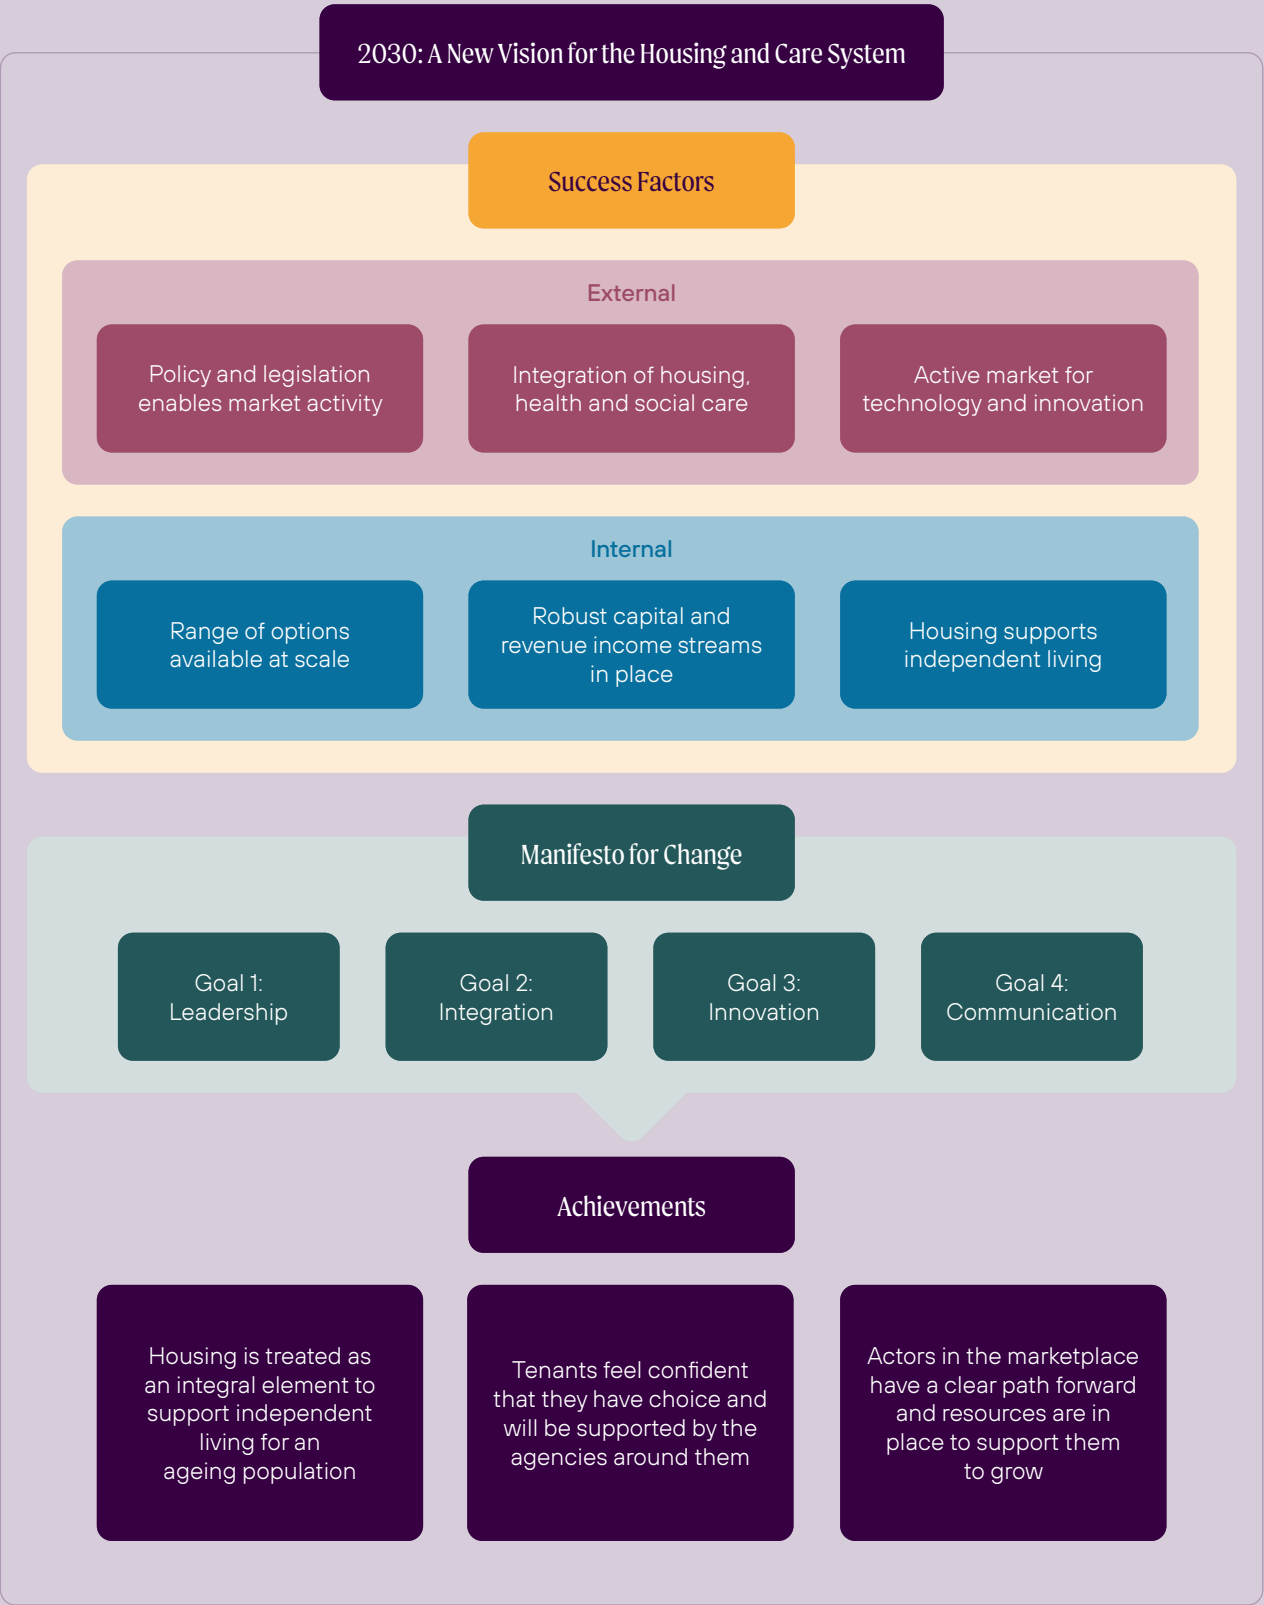 2030: A New Vision for the Housing and Care System
Success Factors
External
Policy and legislation
enables market activity
Integration of housing,
health and social care
Active market for
technology and innovation
Internal
Range of options
available at scale
Robust capital and
revenue income streams
in place
Housing supports
independent living
Manifesto for Change
Goal 1:
Leadership
Goal 2:
Integration
Goal 3:
Innovation
Goal 4:
Communication
Achievements
Housing is treated as
an integral element to
support independent
living for an
ageing population
Tenants feel confident
that they have choice and
will be supported by the
agencies around them
Actors in the marketplace
have a clear path forward
and resources are in
place to support them
to grow